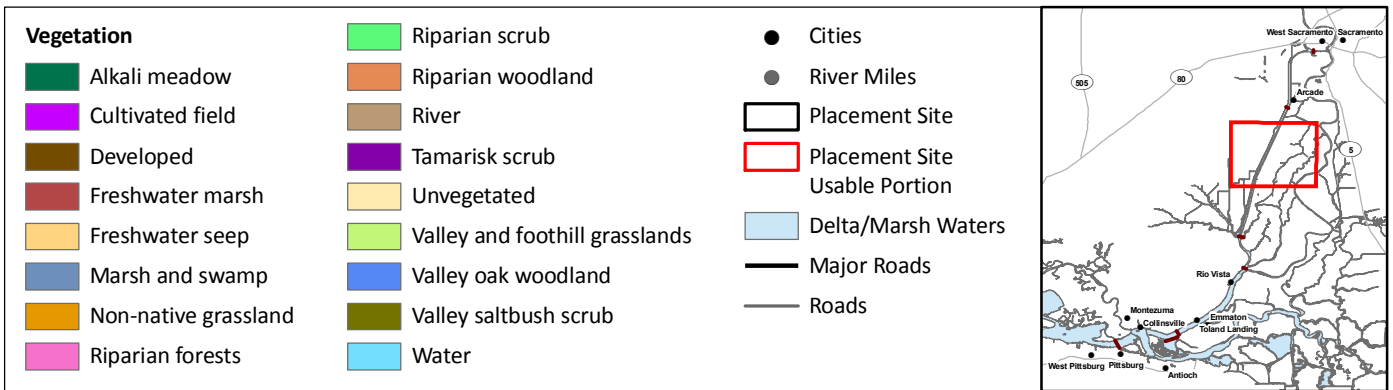 Vegetation
Alkali meadow
Cultivated field
Developed
Freshwater marsh
Freshwater seep
Marsh and swamp
Non-native grassland
Riparian forests
Riparian scrub
Riparian woodland
River
Tamarisk scrub
Unvegetated
Valley and foothill grasslands
Valley oak woodland
Valley saltbush scrub
Water
Cities
River Miles
Placement Site
Placement Site
Usable Portion
Delta/Marsh Waters
Major Roads
Roads
West Sacramento
Sacramento
505
80
Arcade
5
Rio Vista
Montezuma
Collinsville
Emmaton
Toland Landing
West Pittsburg
Pittsburg
Antioch